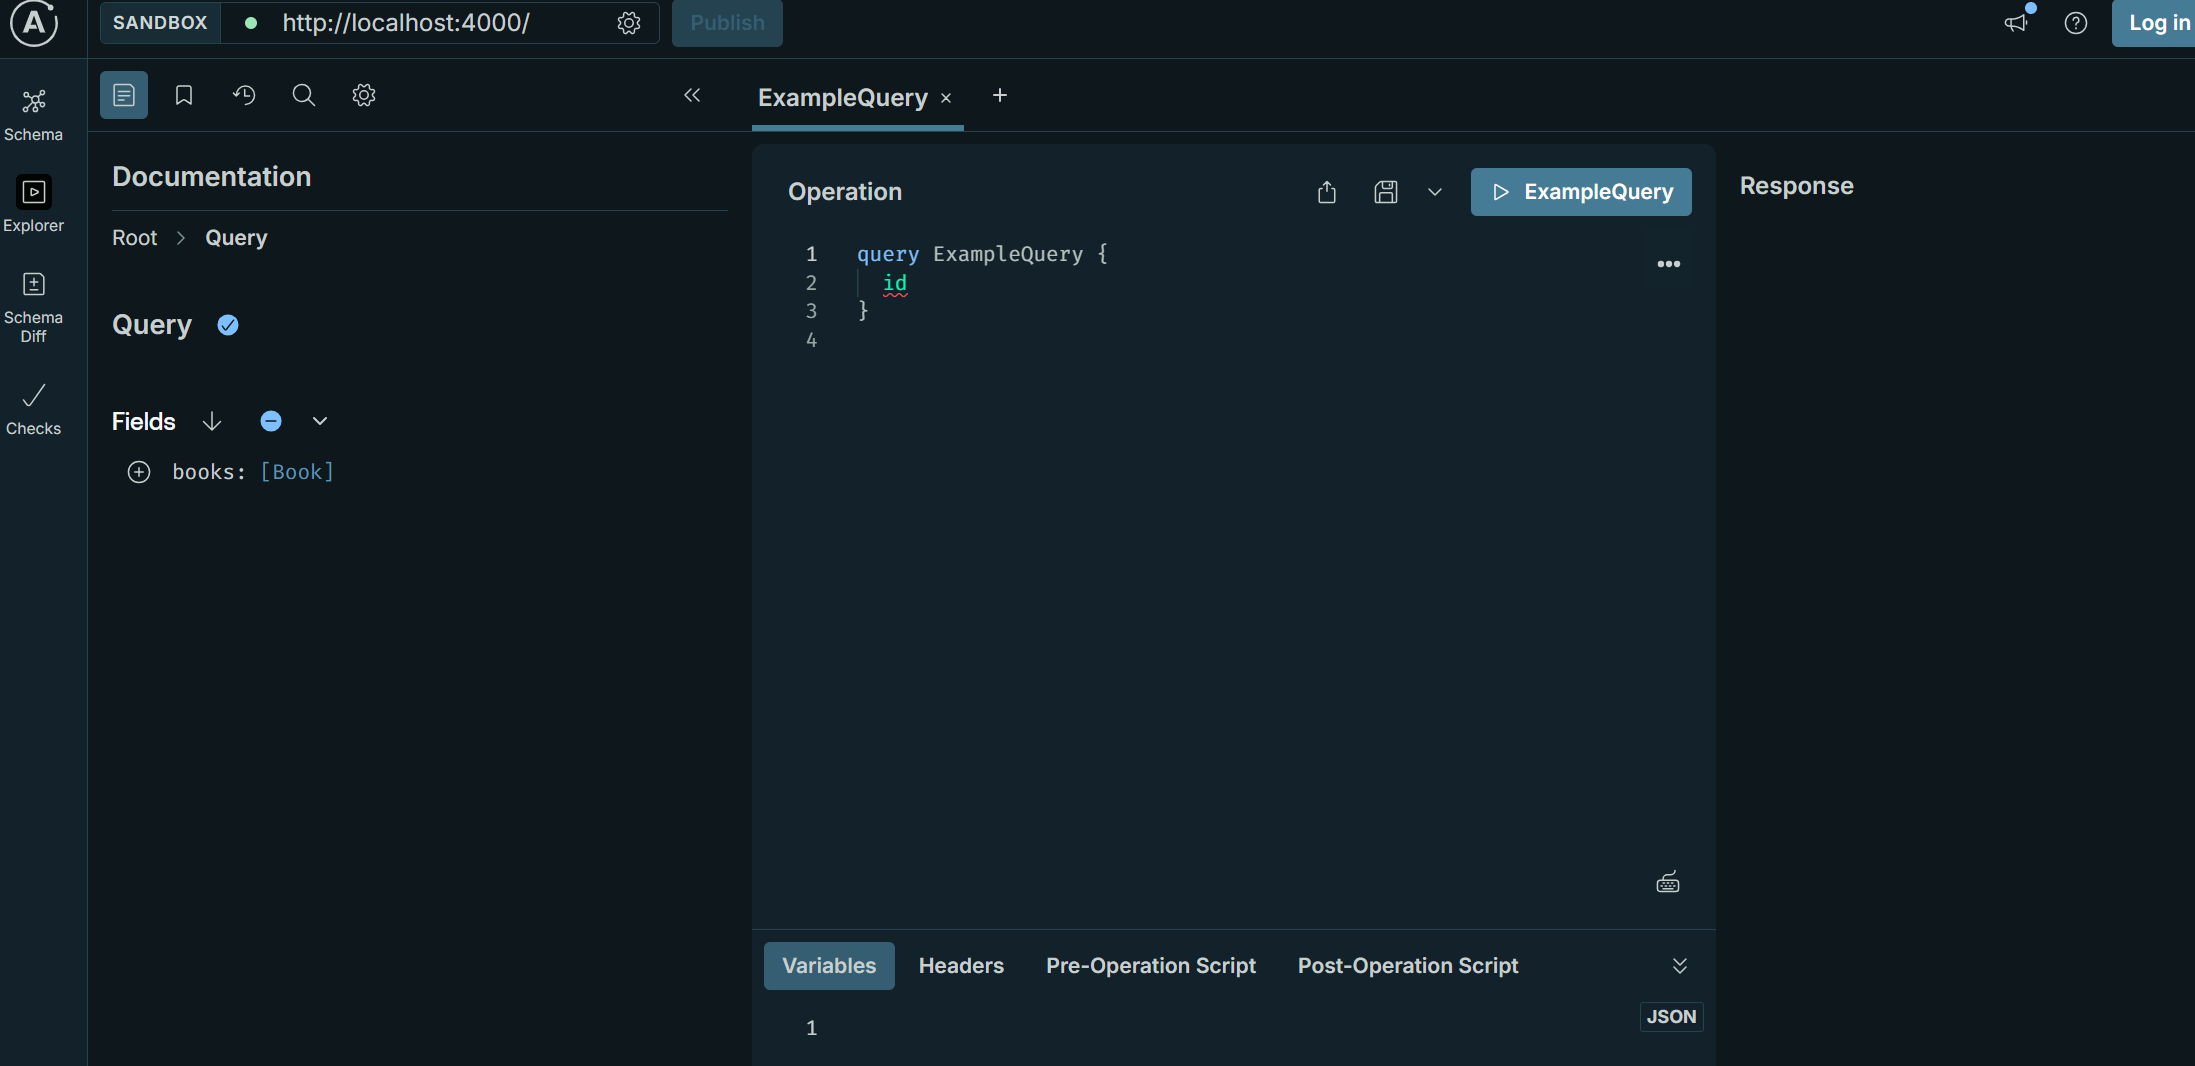 SANDBOX http://localhost:4000/ Publish Log in
Schema
Explorer
Schema
Diff
Checks
Documentation
Root > Query
Query
Fields
books: [Book]
ExampleQuery × +
Operation
ExampleQuery
1 query ExampleQuery {
2 id
3 }
4
Variables Headers Pre-Operation Script Post-Operation Script
1
JSON
Response